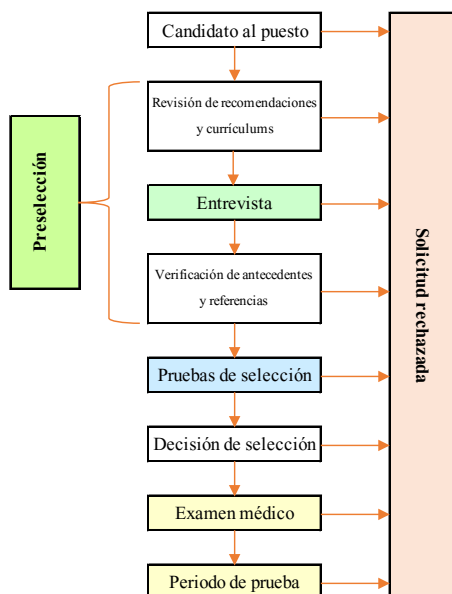 Candidato al puesto
Revisión de recomendaciones
y currículums
Preselección
Entrevista
Verificación de antecedentes
y referencias
Solicitud rechazada
Pruebas de selección
Decisión de selección
Examen médico
Periodo de prueba